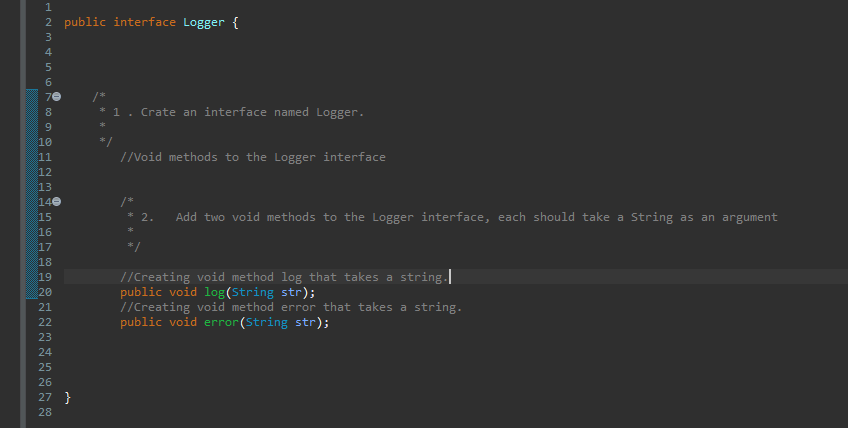 1
2 public interface Logger {
3
4
5
6
7 /*
8 * 1 . Crate an interface named Logger.
9 *
10 */
11 //Void methods to the Logger interface
12
13
14 /*
15 * 2. Add two void methods to the Logger interface, each should take a String as an argument
16 *
17 */
18
19 //Creating void method log that takes a string.
20 public void log(String str);
21 //Creating void method error that takes a string.
22 public void error(String str);
23
24
25
26
27 }
28